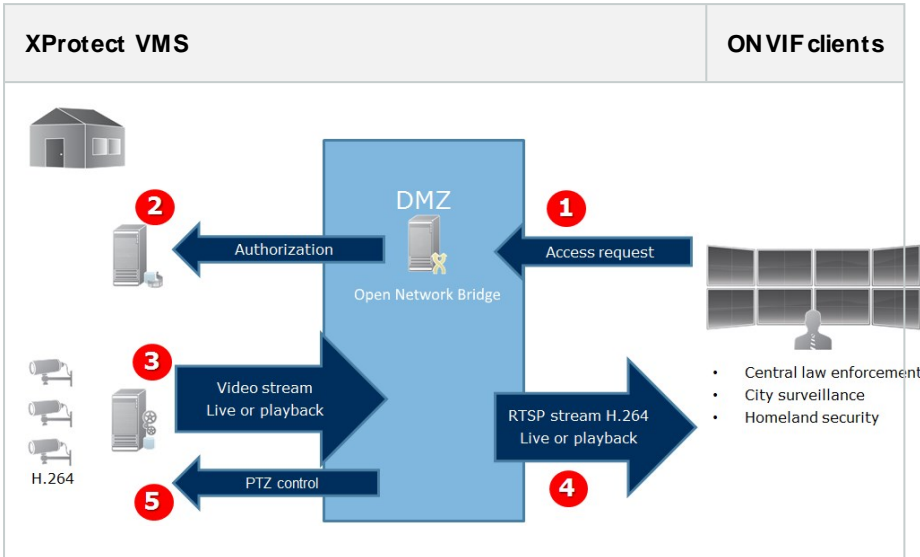 XProtect VMS
ONVIF clients
DMZ
Open Network Bridge
1
Access request
2
Authorization
3
Video stream
Live or playback
RTSP stream H.264
Live or playback
4
5
PTZ control
H.264
• Central law enforcement
• City surveillance
• Homeland security